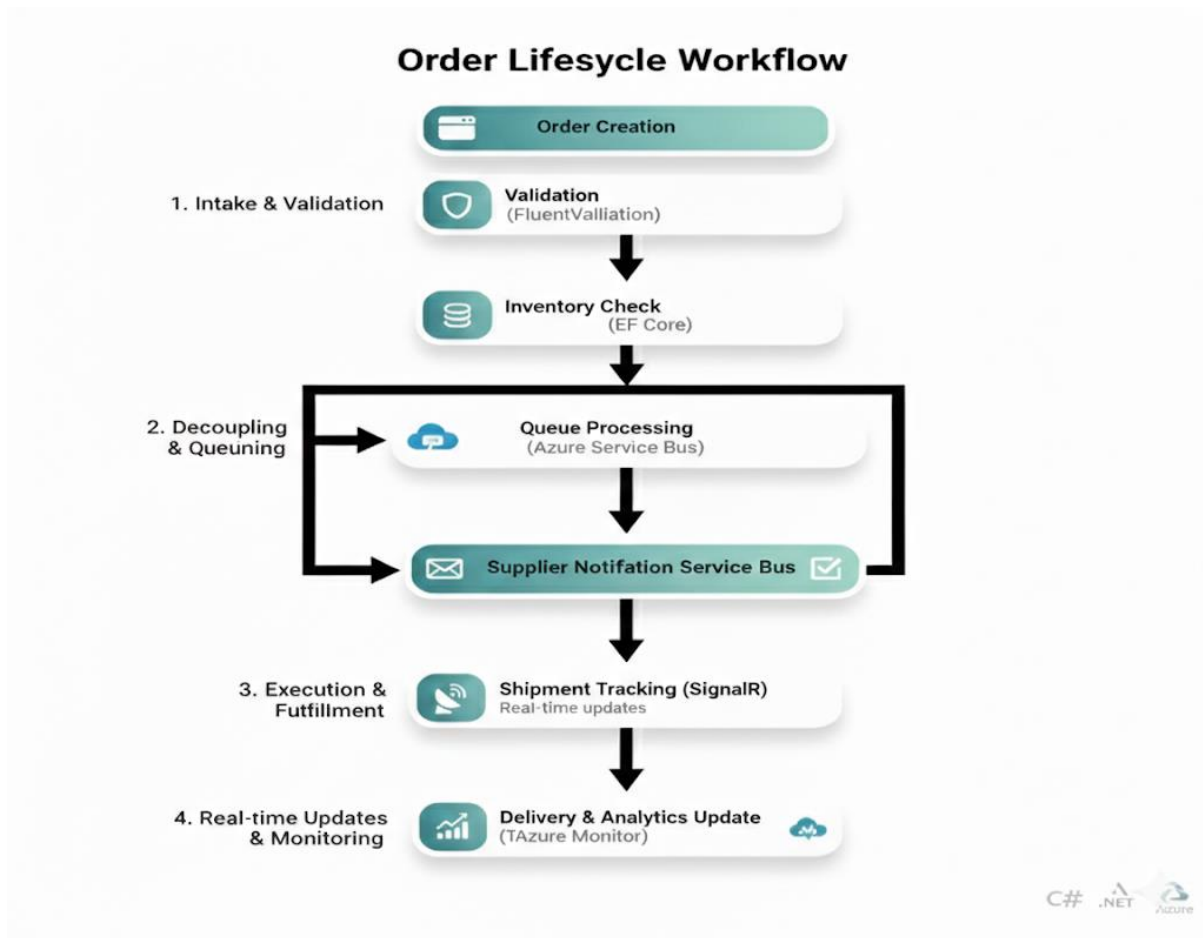 Order Lifesycle Workflow
Order Creation
1. Intake & Validation
Validation
(FluentValliation)
Inventory Check
(EF Core)
2. Decoupling
& Queuning
Queue Processing
(Azure Service Bus)
Supplier Notifation Service Bus
3. Execution &
Futfillment
Shipment Tracking (SignalR)
Real-time updates
4. Real-time Updates
& Monitoring
Delivery & Analytics Update
(TAzure Monitor)
C#
.NET
Azure